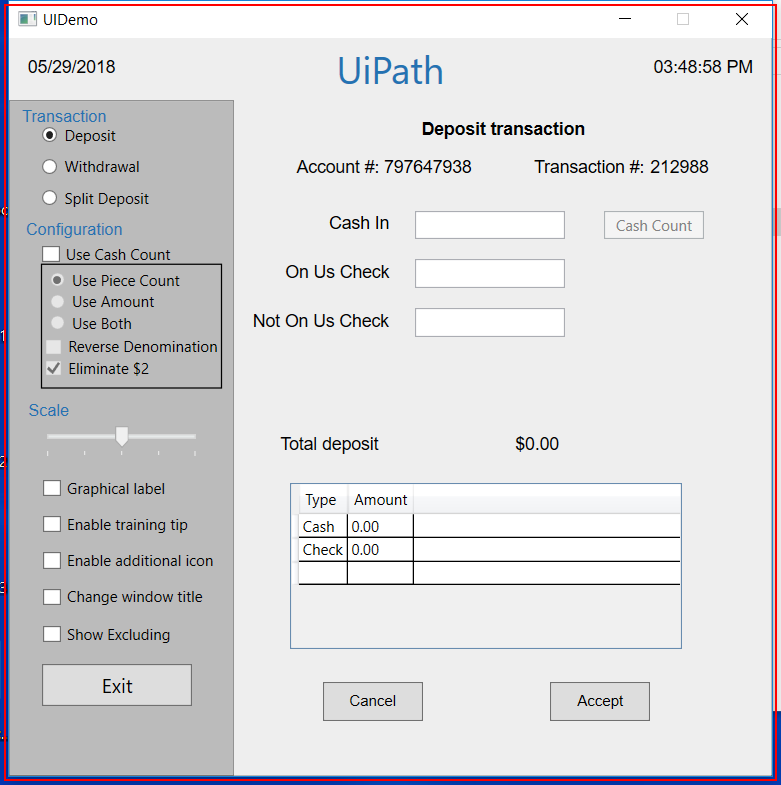 UIDemo
05/29/2018
UiPath
03:48:58 PM
Transaction
Deposit
Withdrawal
Split Deposit
Configuration
Use Cash Count
Use Piece Count
Use Amount
Use Both
Reverse Denomination
Eliminate $2
Scale
Graphical label
Enable training tip
Enable additional icon
Change window title
Show Excluding
Exit
Deposit transaction
Account #: 797647938 Transaction #: 212988
Cash In
Cash Count
On Us Check
Not On Us Check
Total deposit $0.00
Type Amount
Cash 0.00
Check 0.00
Cancel Accept